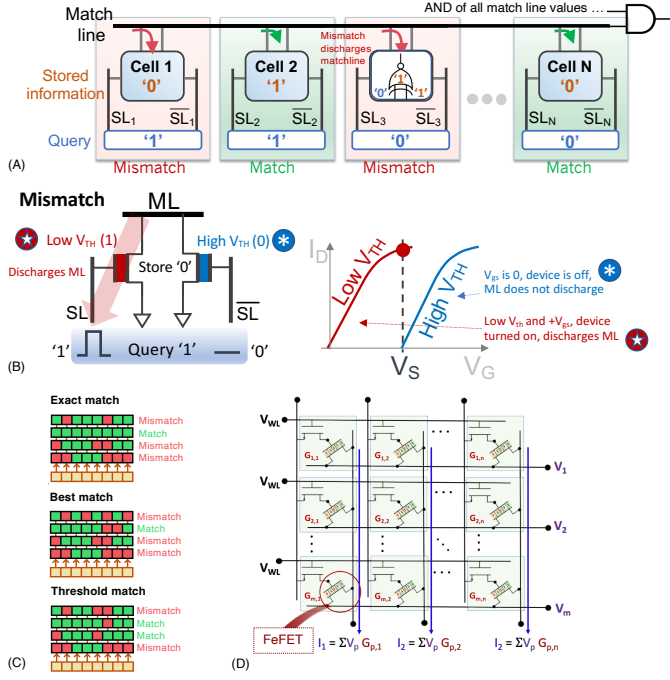 AND of all match line values ...
Match
line
Mismatch
discharges
matchline
Cell 1
'0'
Cell 2
'1'
'1'
'0'
'1'
Cell N
'0'
Stored
information
SL1
SL1
SL2
SL2
SL3
SL3
SLN
SLN
Query
'1'
'1'
'0'
'0'
(A)
Mismatch
Match
Mismatch
Match
Mismatch
ML
Low VTH (1)
High VTH (0)
Discharges ML
Store '0'
SL
SL
'1'
Query '1'
'0'
(B)
ID
Low VTH
High VTH
Vgs is 0, device is off,
ML does not discharge
Low Vth and +Vgs, device
turned on, discharges ML
VS
VG
Exact match
Mismatch
Match
Mismatch
Mismatch
Best match
Mismatch
Match
Mismatch
Mismatch
Threshold match
Mismatch
Match
Match
Mismatch
(C)
VWL
G1,1
G1,2
...
G1,n
V1
VWL
G2,1
G2,2
...
G2,n
V2
VWL
...
Gm,1
Gm,2
Gm,n
Vm
FeFET
I1 = ΣVp Gp,1
I2 = ΣVp Gp,2
I2 = ΣVp Gp,n
(D)